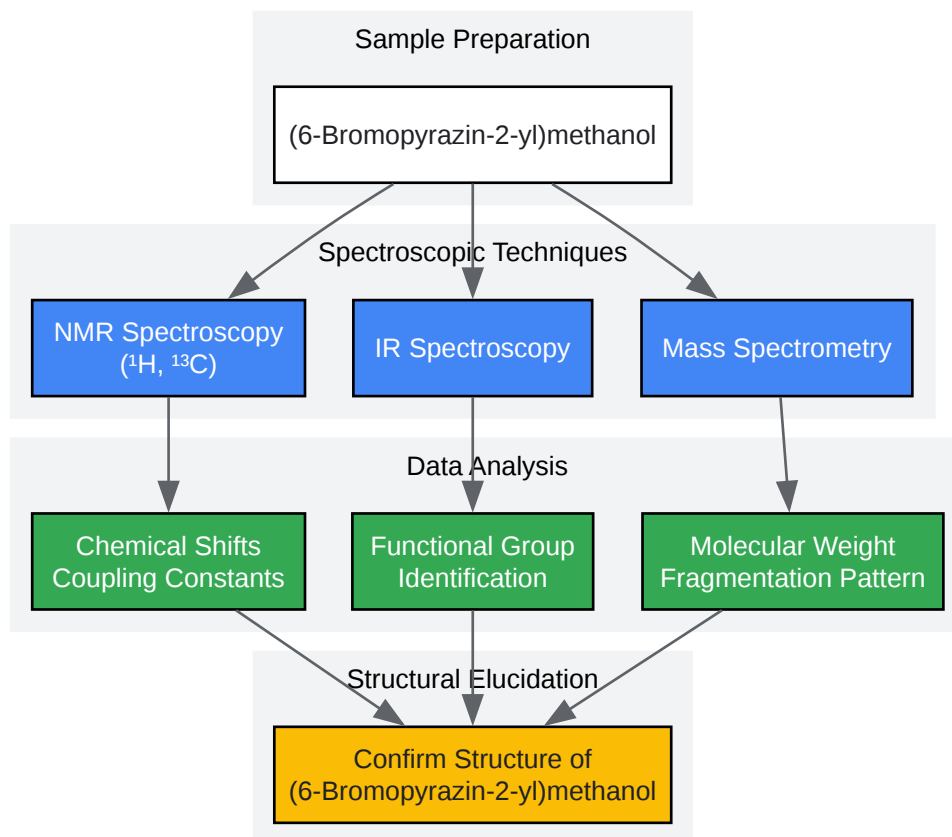 Sample Preparation
(6-Bromopyrazin-2-yl)methanol
Spectroscopic Techniques
NMR Spectroscopy
(¹H, ¹³C)
IR Spectroscopy
Mass Spectrometry
Data Analysis
Chemical Shifts
Coupling Constants
Functional Group
Identification
Molecular Weight
Fragmentation Pattern
Structural Elucidation
Confirm Structure of
(6-Bromopyrazin-2-yl)methanol